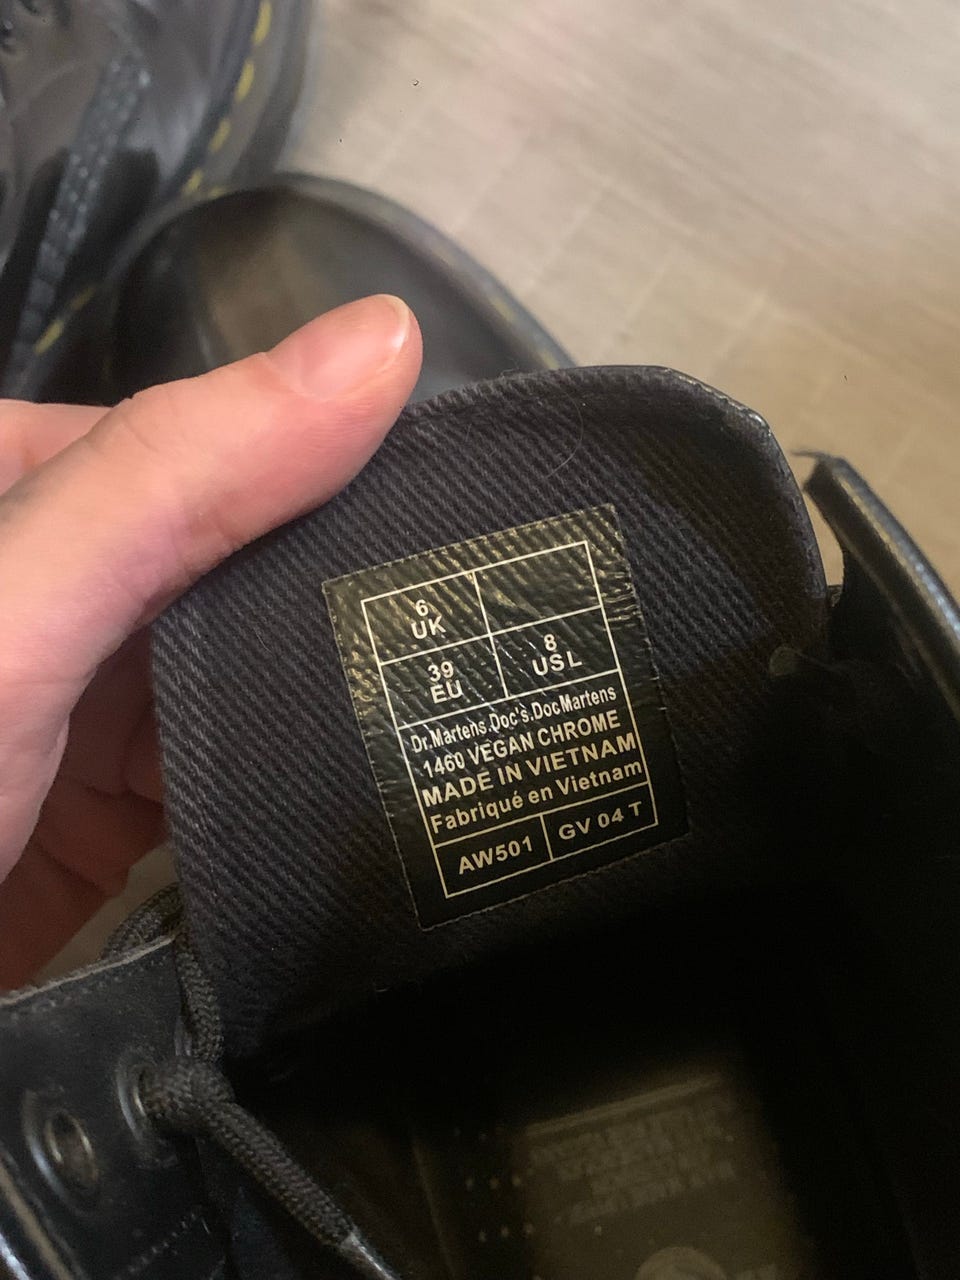 6
UK
39
EU
8
USL
Dr.Martens.Doc's.DocMartens
1460 VEGAN CHROME
MADE IN VIETNAM
Fabriqué en Vietnam
AW501
GV 04 T